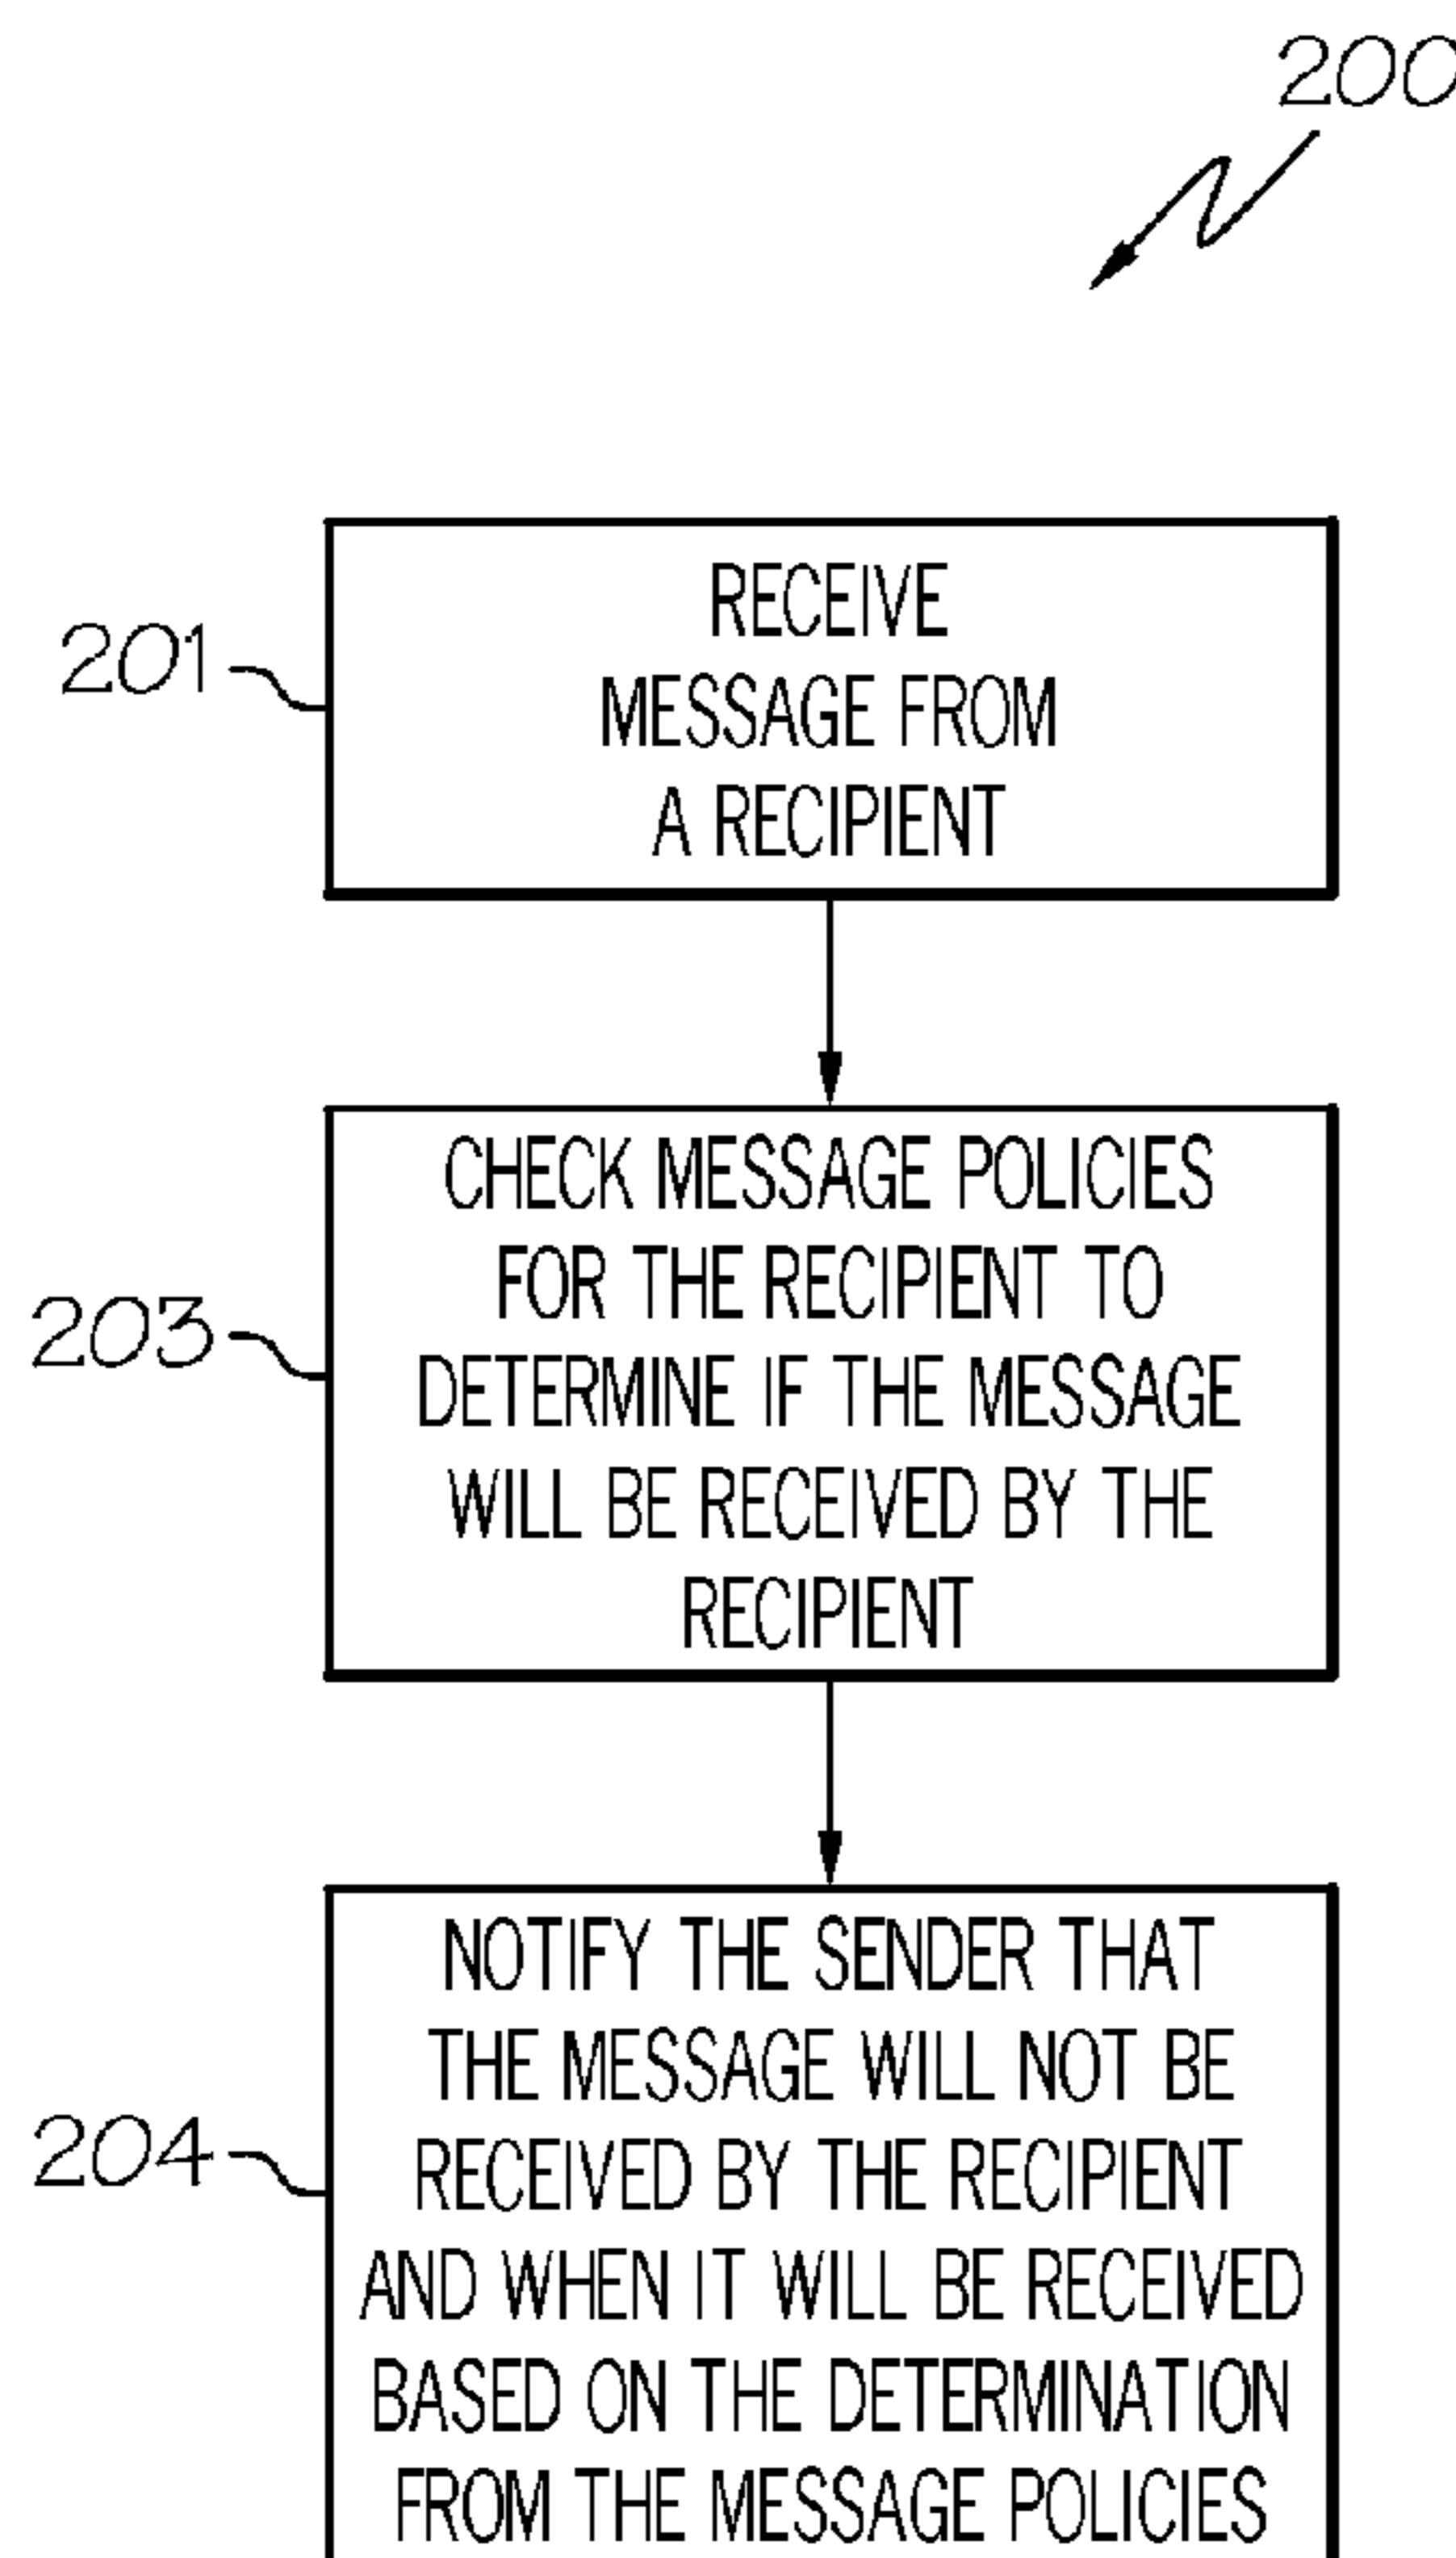 200
201
RECEIVE
MESSAGE FROM
A RECIPIENT
203
CHECK MESSAGE POLICIES
FOR THE RECIPIENT TO
DETERMINE IF THE MESSAGE
WILL BE RECEIVED BY THE
RECIPIENT
204
NOTIFY THE SENDER THAT
THE MESSAGE WILL NOT BE
RECEIVED BY THE RECIPIENT
AND WHEN IT WILL BE RECEIVED
BASED ON THE DETERMINATION
FROM THE MESSAGE POLICIES